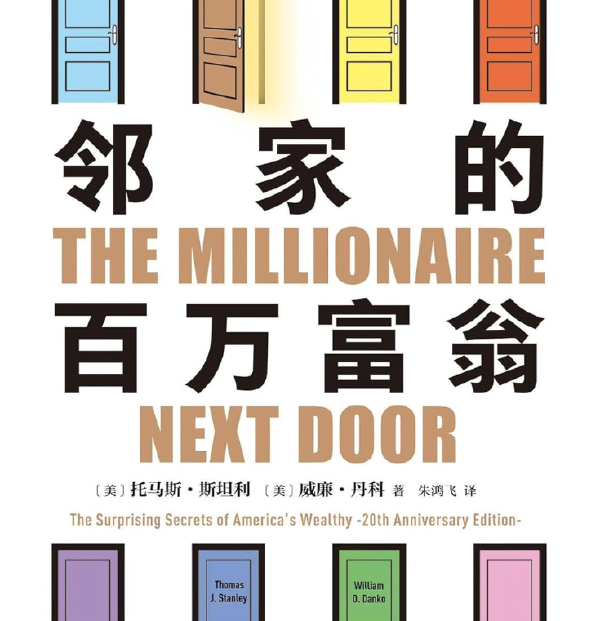 邻家的
THE MILLIONAIRE
百万富翁
NEXT DOOR
〔美〕托马斯·斯坦利 〔美〕威廉·丹科 著 朱鸿飞 译
The Surprising Secrets of America's Wealthy -20th Anniversary Edition-
Thomas
J. Stanley
William
D. Danko